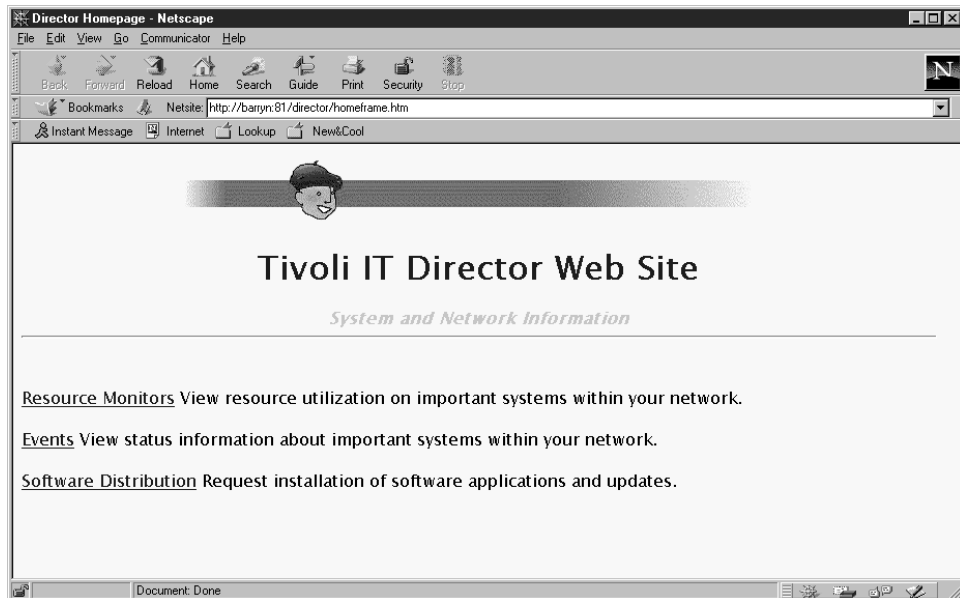 Director Homepage - Netscape
File Edit View Go Communicator Help
Back Forward Reload Home Search Guide Print Security Stop
N
Bookmarks Netsite: http://barryn:81/director/homeframe.htm
Instant Message Internet Lookup New&Cool
Tivoli IT Director Web Site
System and Network Information
Resource Monitors View resource utilization on important systems within your network.
Events View status information about important systems within your network.
Software Distribution Request installation of software applications and updates.
Document: Done